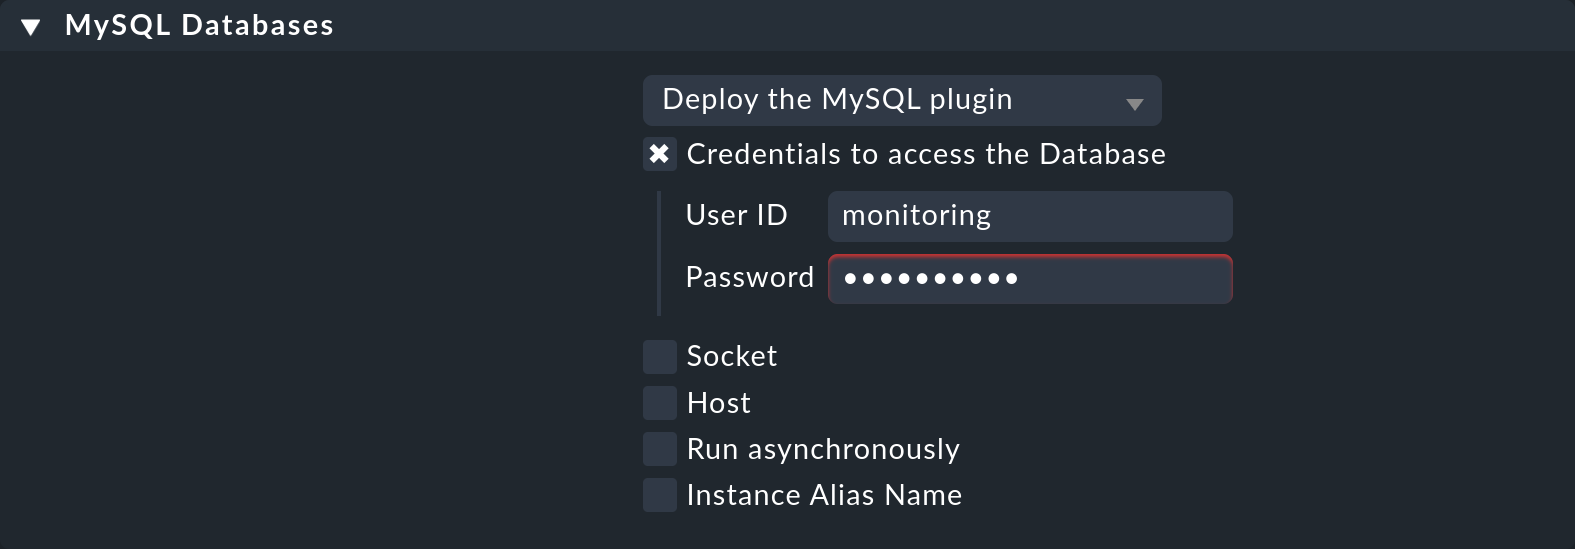 MySQL Databases
Deploy the MySQL plugin
Credentials to access the Database
User ID monitoring
Password ••••••••••
Socket
Host
Run asynchronously
Instance Alias Name